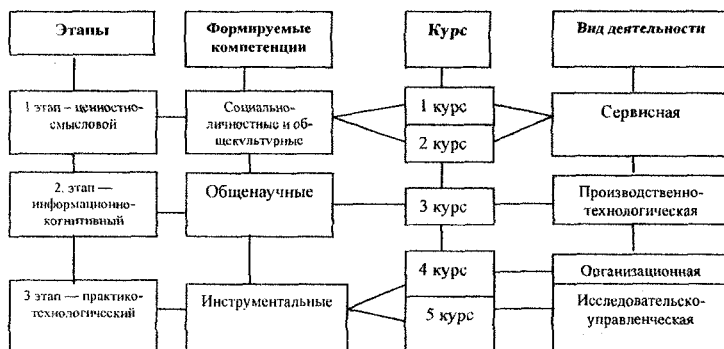 Этапы
Формируемые
компетенции
Курс
Вид деятельности
1 этап – ценностно-
смысловой
Социально-
личностные и об-
щекультурные
1 курс
2 курс
Сервисная
2. этап —
информационно-
когнитивный
Общенаучные
3 курс
Производственно-
технологическая
3 этап — практико-
технологический
Инструментальные
4 курс
5 курс
Организационная
Исследовательско-
управленческая